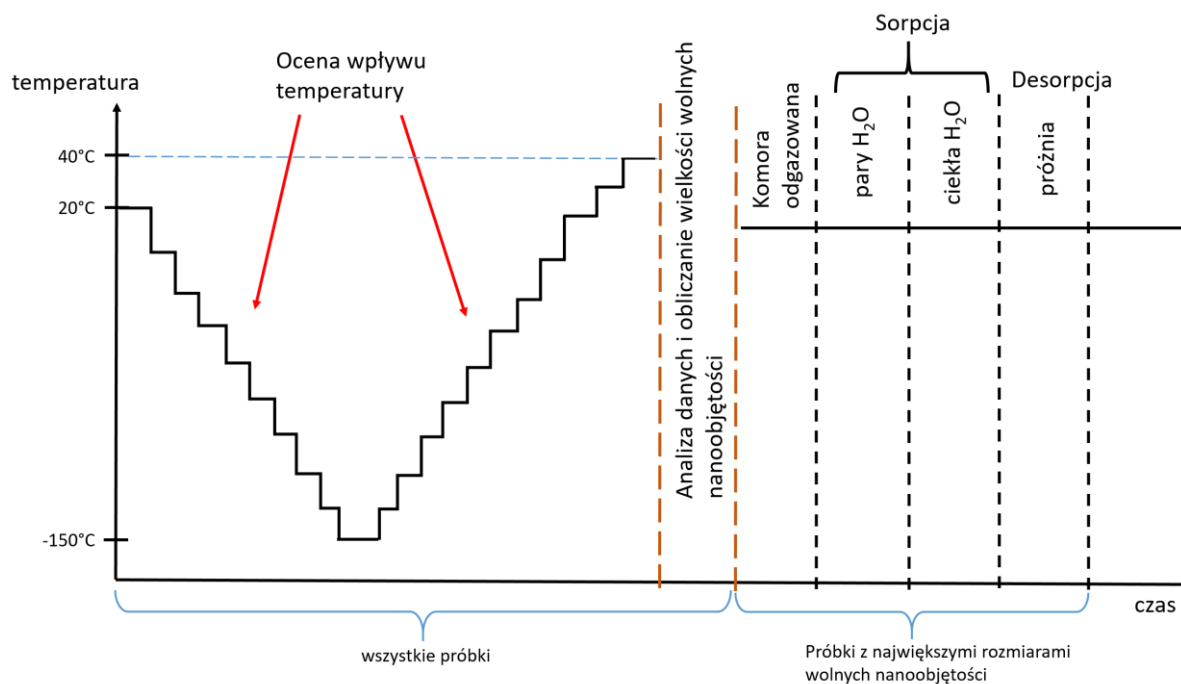 temperatura
Ocena wpływu
temperatury
40°C
20°C
-150°C
Analiza danych i obliczanie wielkości wolnych
nanoobjętości
Komora
odgazowana
Sorpcja
pary H₂O
ciekła H₂O
Desorpcja
próżnia
czas
wszystkie próbki
Próbki z największymi rozmiarami
wolnych nanoobjętości